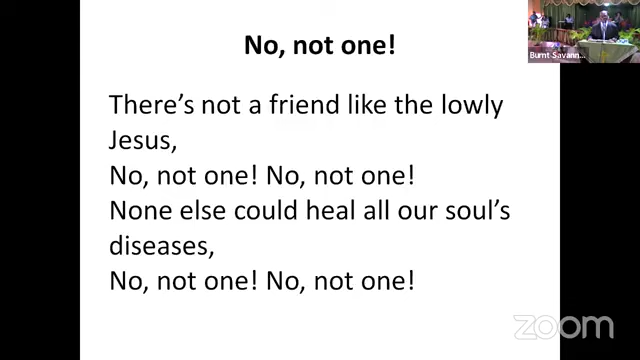 No, not one!
Burnt Savann...
There's not a friend like the lowly
Jesus,
No, not one! No, not one!
None else could heal all our soul's
diseases,
No, not one! No, not one!
zoom